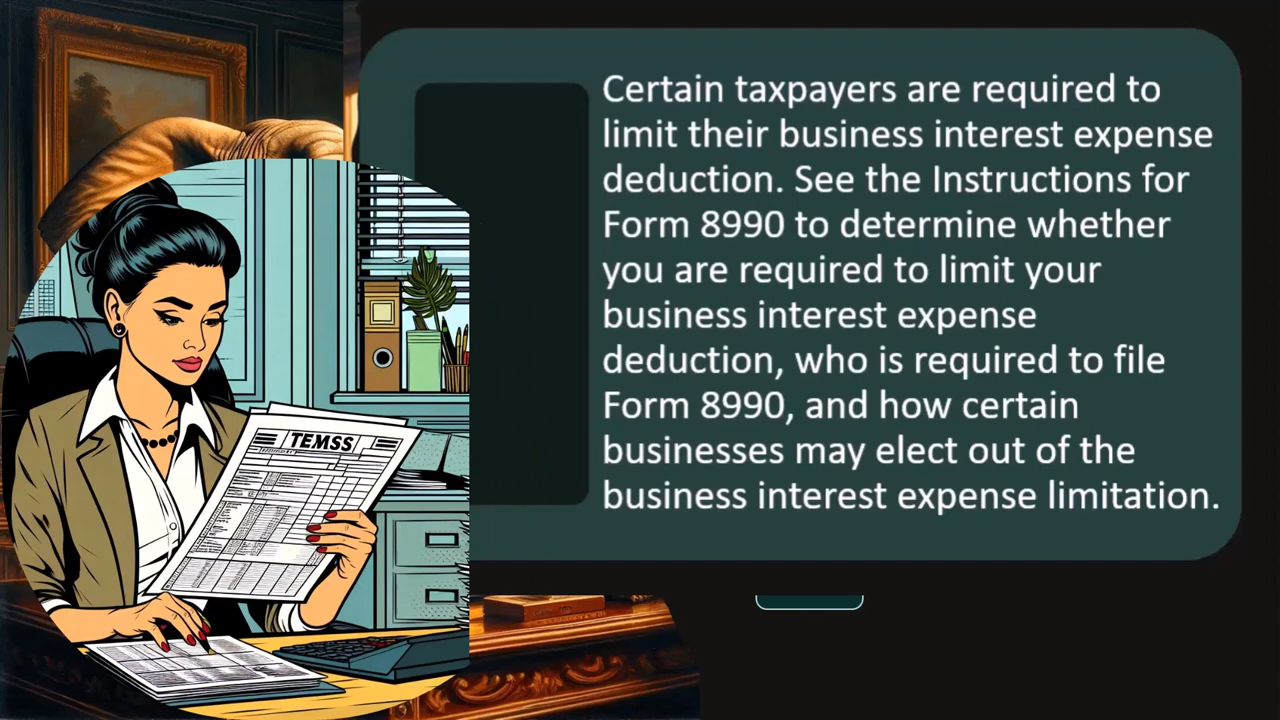 Certain taxpayers are required to
limit their business interest expense
deduction. See the Instructions for
Form 8990 to determine whether
you are required to limit your
business interest expense
deduction, who is required to file
Form 8990, and how certain
businesses may elect out of the
business interest expense limitation.
TEMSS